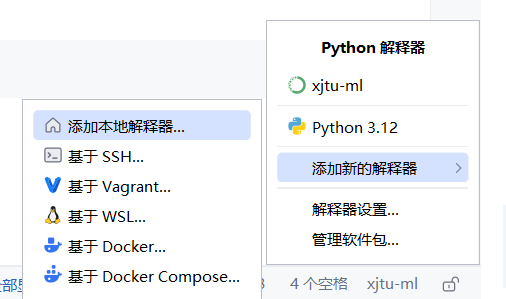 Python 解释器
xjtu-ml
Python 3.12
添加新的解释器
解释器设置...
管理软件包...
添加本地解释器...
基于 SSH...
基于 Vagrant...
基于 WSL...
基于 Docker...
基于 Docker Compose...
4 个空格 xjtu-ml